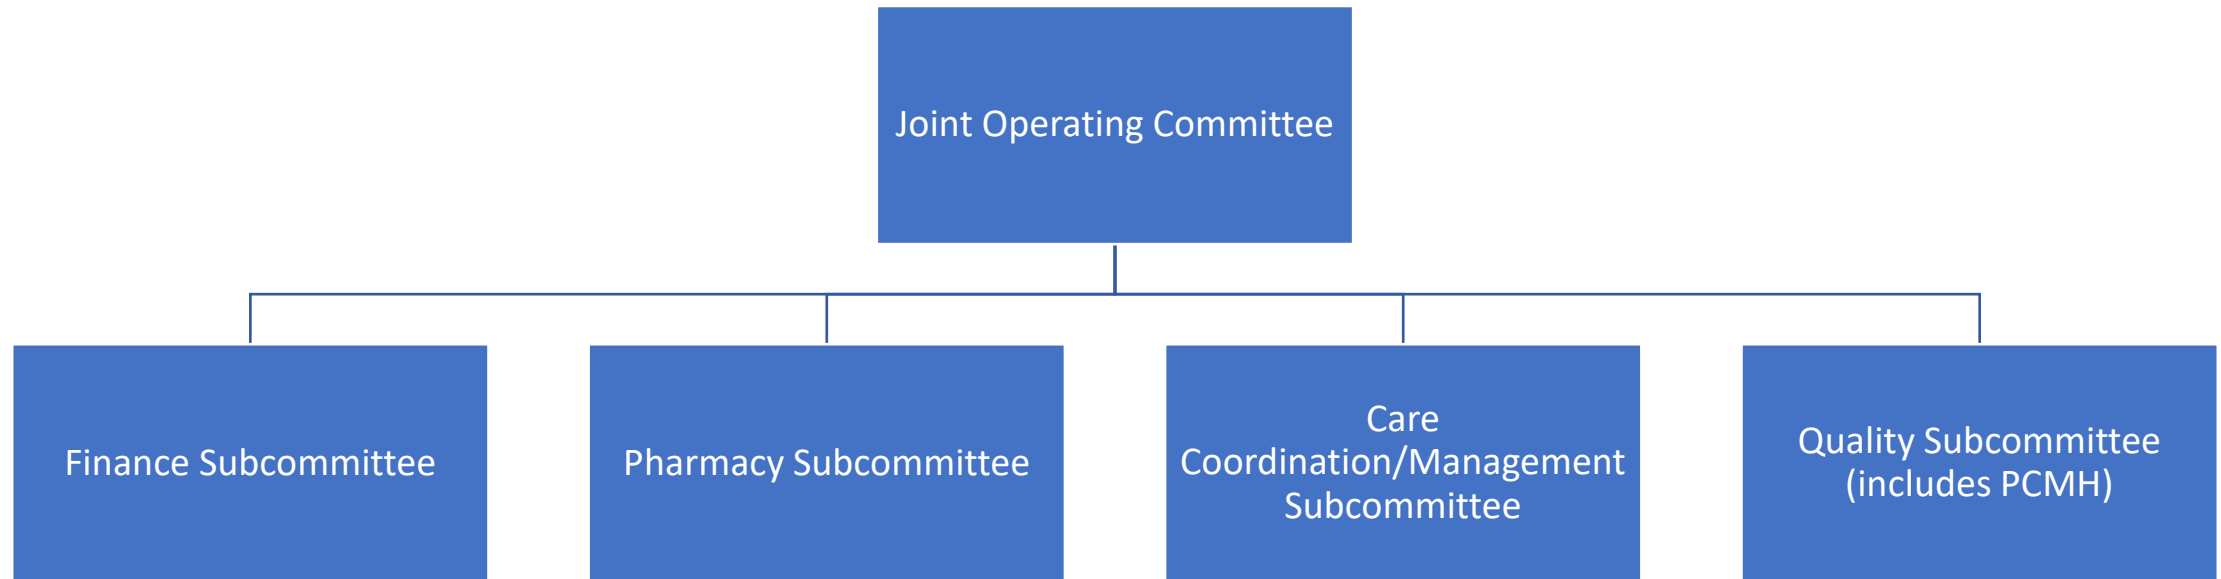 Joint Operating Committee
Finance Subcommittee
Pharmacy Subcommittee
Care
Coordination/Management
Subcommittee
Quality Subcommittee
(includes PCMH)